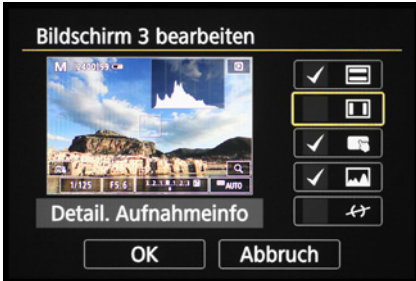 Bildschirm 3 bearbeiten
M
1/125 F5.6 AUTO
Detail. Aufnahmeinfo
OK Abbruch